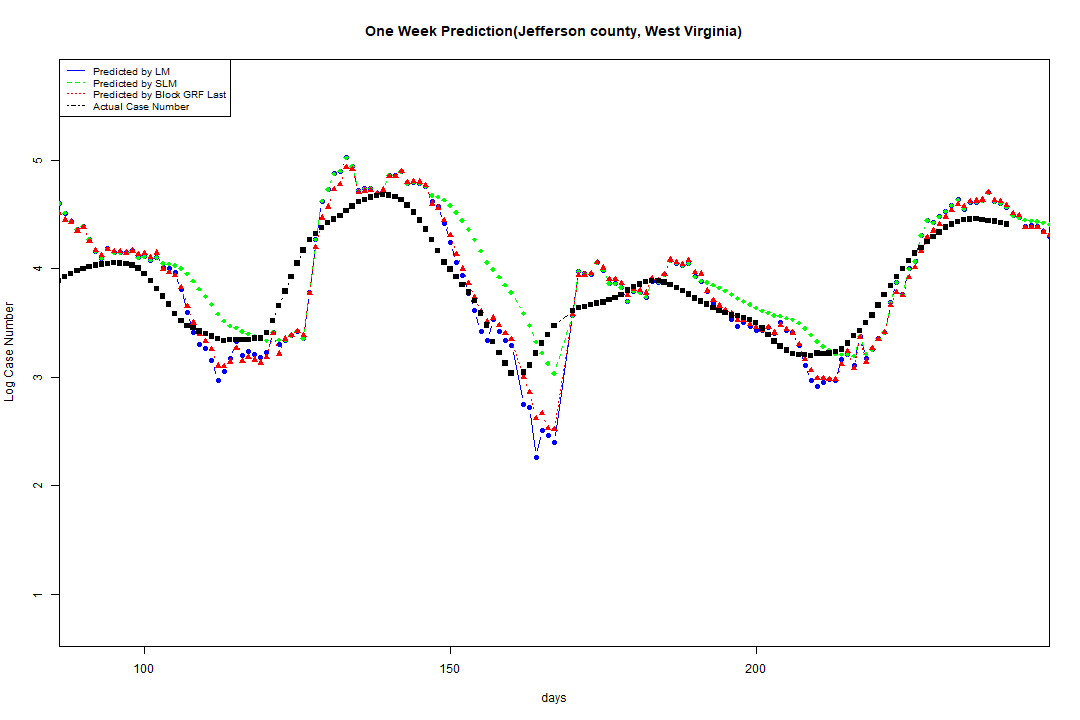 One Week Prediction(Jefferson county, West Virginia)
Predicted by LM
Predicted by SLM
Predicted by Block GRF Last
Actual Case Number
5
4
3
2
1
Log Case Number
100 150 200
days